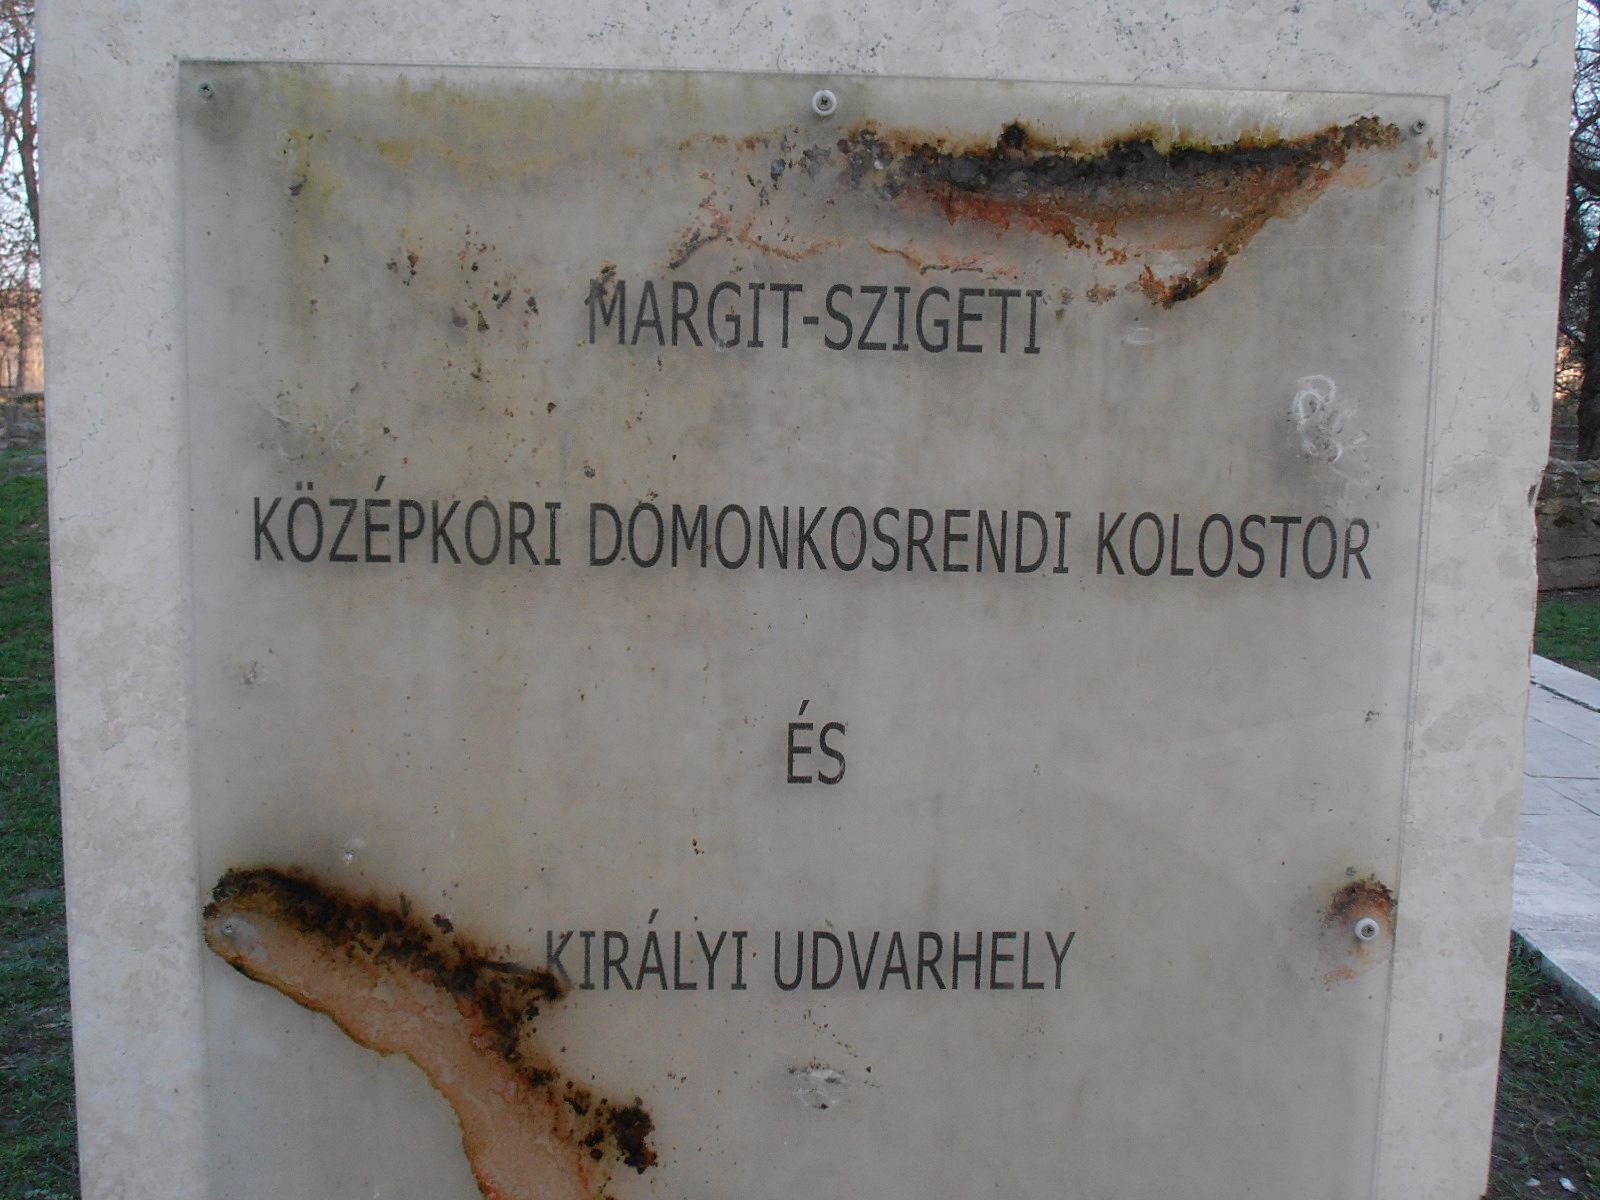 MARGIT-SZIGETI
KÖZÉPKORI DOMONKOSRENDI KOLOSTOR
ÉS
KIRÁLYI UDVARHELY